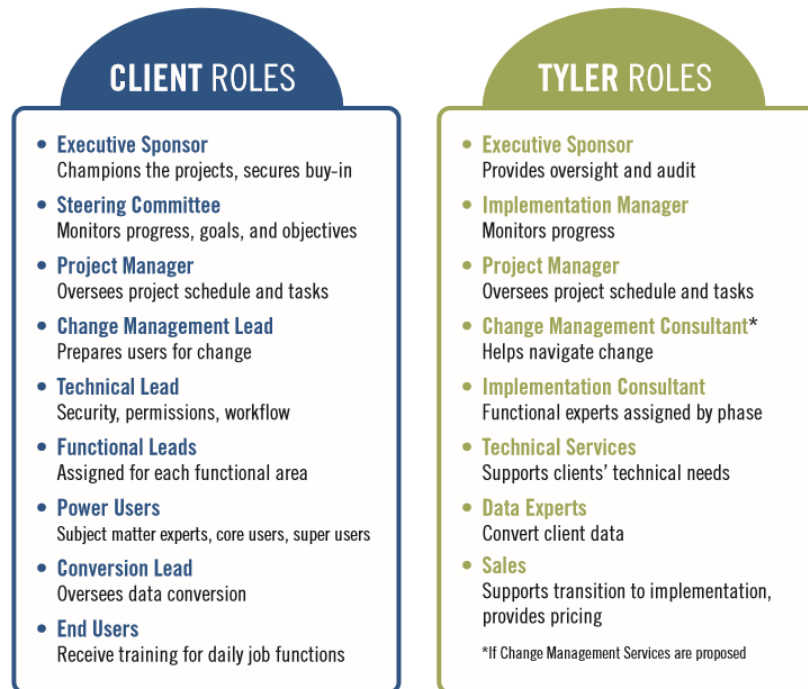 CLIENT ROLES
• Executive Sponsor
Champions the projects, secures buy-in
• Steering Committee
Monitors progress, goals, and objectives
• Project Manager
Oversees project schedule and tasks
• Change Management Lead
Prepares users for change
• Technical Lead
Security, permissions, workflow
• Functional Leads
Assigned for each functional area
• Power Users
Subject matter experts, core users, super users
• Conversion Lead
Oversees data conversion
• End Users
Receive training for daily job functions
TYLER ROLES
• Executive Sponsor
Provides oversight and audit
• Implementation Manager
Monitors progress
• Project Manager
Oversees project schedule and tasks
• Change Management Consultant*
Helps navigate change
• Implementation Consultant
Functional experts assigned by phase
• Technical Services
Supports clients’ technical needs
• Data Experts
Convert client data
• Sales
Supports transition to implementation,
provides pricing
*If Change Management Services are proposed